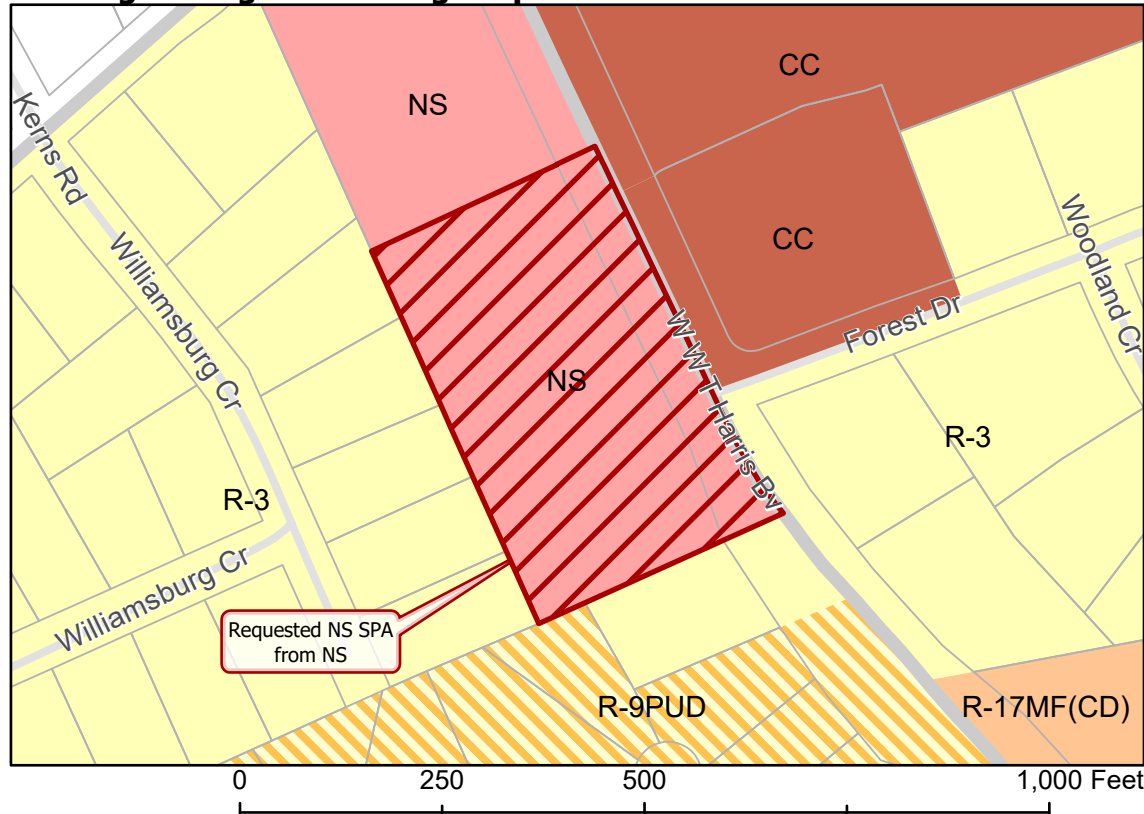 CC
NS
Kerns Rd
Woodland Cr
CC
Williamsburg Cr
Forest Dr
W W T Harris Bv
NS
R-3
R-3
Williamsburg Cr
Requested NS SPA
from NS
R-9PUD
R-17MF(CD)
0 250 500 1,000 Feet